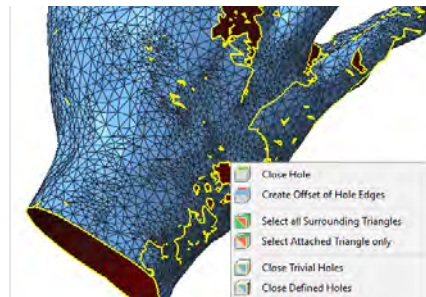 Close Hole
Create Offset of Hole Edges
Select all Surrounding Triangles
Select Attached Triangle only
Close Trivial Holes
Close Defined Holes